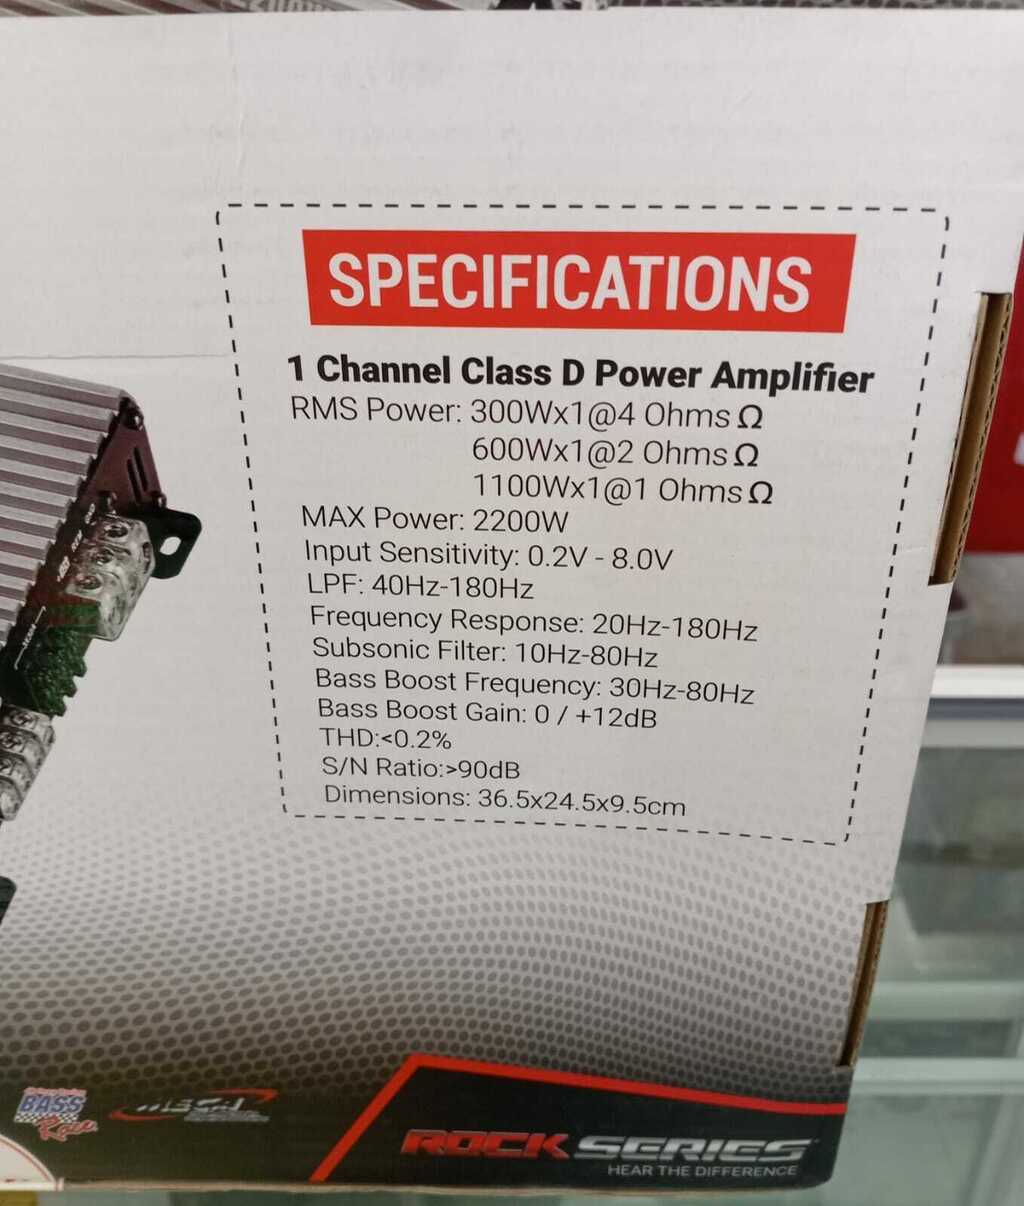 SPECIFICATIONS
1 Channel Class D Power Amplifier
RMS Power: 300Wx1@4 Ohms Ω
600Wx1@2 Ohms Ω
1100Wx1@1 Ohms Ω
MAX Power: 2200W
Input Sensitivity: 0.2V - 8.0V
LPF: 40Hz-180Hz
Frequency Response: 20Hz-180Hz
Subsonic Filter: 10Hz-80Hz
Bass Boost Frequency: 30Hz-80Hz
Bass Boost Gain: 0 / +12dB
THD:<0.2%
S/N Ratio:>90dB
Dimensions: 36.5x24.5x9.5cm
BASS
Race
ROCK SERIES
HEAR THE DIFFERENCE